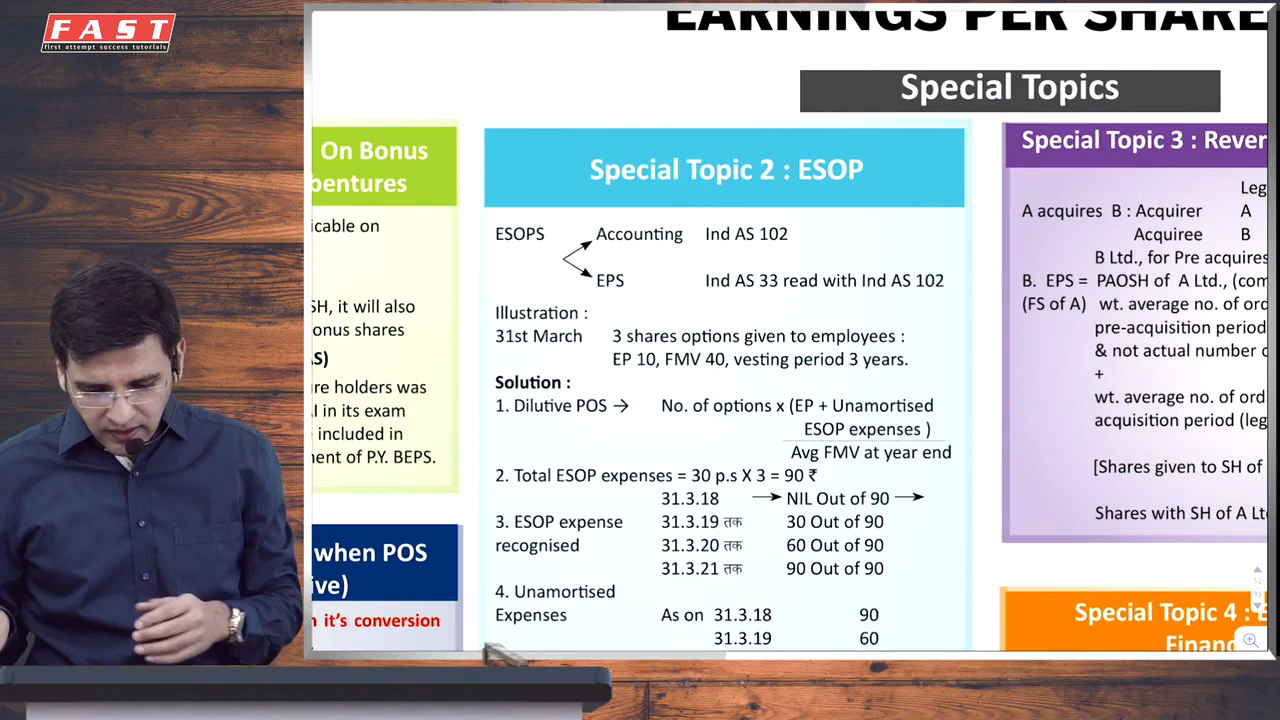 FAST
first attempt success tutorials
EARNINGS PER SHARE
Special Topics
On Bonus
bentures
icable on
SH, it will also
onus shares
AS)
ure holders was
AI in its exam
included in
nent of P.Y. BEPS.
when POS
ive)
n it's conversion
Special Topic 2 : ESOP
ESOPS Accounting Ind AS 102
EPS Ind AS 33 read with Ind AS 102
Illustration :
31st March 3 shares options given to employees :
EP 10, FMV 40, vesting period 3 years.
Solution :
1. Dilutive POS → No. of options x (EP + Unamortised
ESOP expenses )
Avg FMV at year end
2. Total ESOP expenses = 30 p.s X 3 = 90 ₹
31.3.18 → NIL Out of 90 →
3. ESOP expense 31.3.19 तक 30 Out of 90
recognised 31.3.20 तक 60 Out of 90
31.3.21 तक 90 Out of 90
4. Unamortised
Expenses As on 31.3.18 90
31.3.19 60
Special Topic 3 : Rever
Leg
A acquires B : Acquirer A
Acquiree B
B Ltd., for Pre acquires
B. EPS = PAOSH of A Ltd., (com
(FS of A) wt. average no. of ord
pre-acquisition period
& not actual number o
+
wt. average no. of ord
acquisition period (leg
[Shares given to SH of
Shares with SH of A Lt
Special Topic 4 : E
Financ